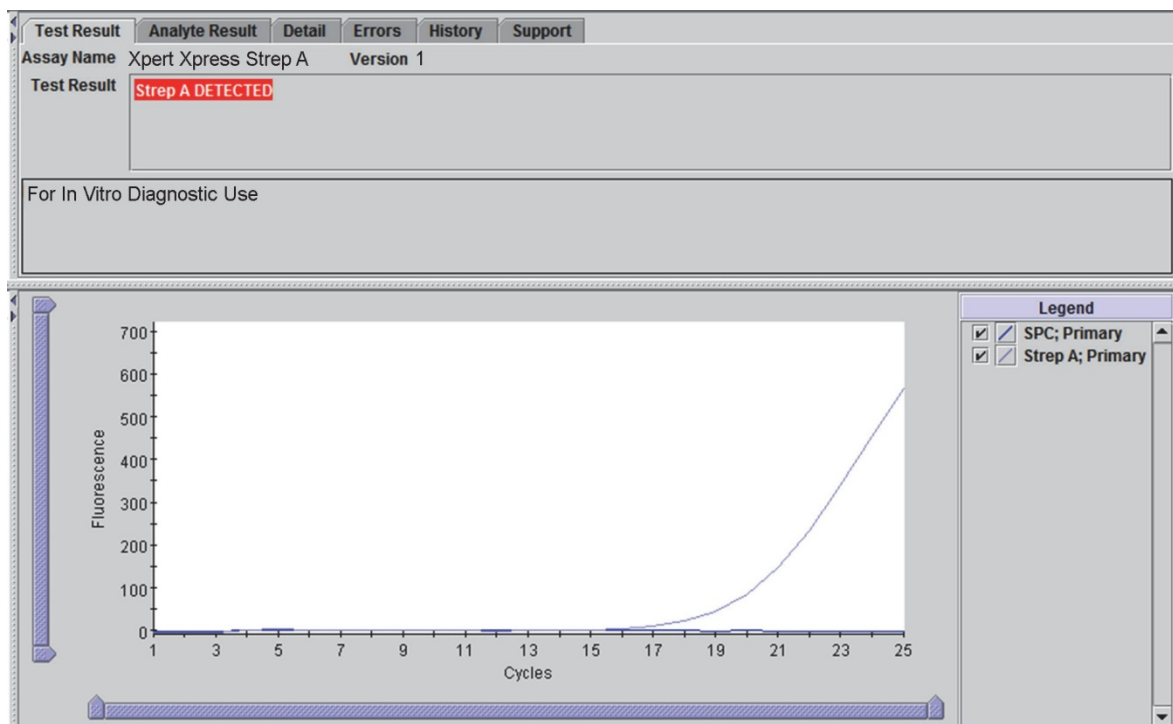 Test Result Analyte Result Detail Errors History Support
Assay Name Xpert Xpress Strep A Version 1
Test Result Strep A DETECTED
For In Vitro Diagnostic Use
Legend
SPC; Primary
Strep A; Primary
700
600
500
400
300
200
100
0
Fluorescence
1 3 5 7 9 11 13 15 17 19 21 23 25
Cycles